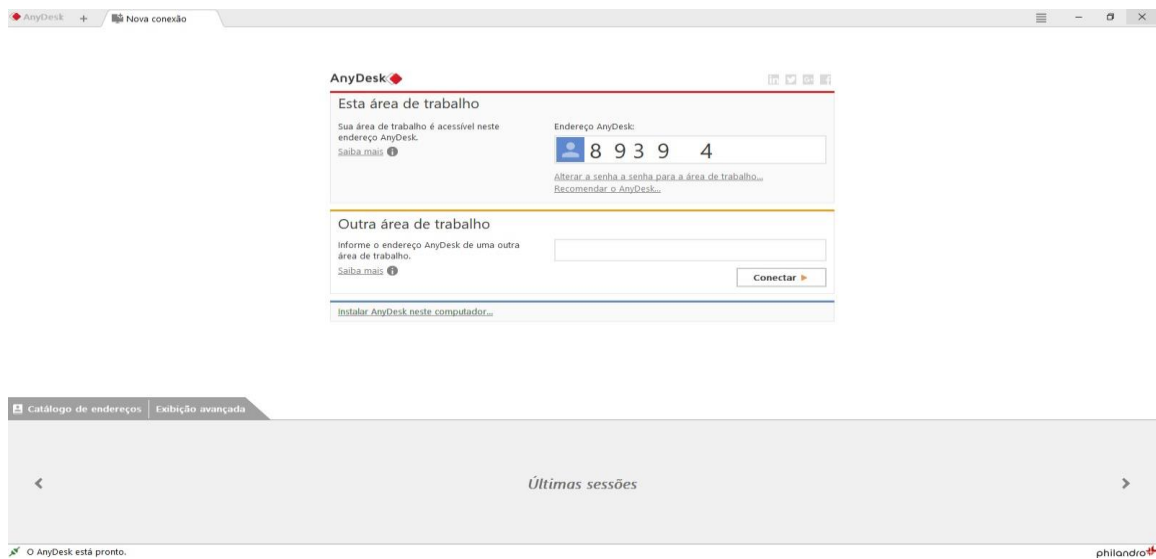 AnyDesk + Nova conexão
AnyDesk
Esta área de trabalho
Sua área de trabalho é acessível neste
endereço AnyDesk.
Saiba mais
Endereço AnyDesk:
8 9 3 9 4
Alterar a senha a senha para a área de trabalho...
Recomendar o AnyDesk...
Outra área de trabalho
Informe o endereço AnyDesk de uma outra
área de trabalho.
Saiba mais
Conectar
Instalar AnyDesk neste computador...
Catálogo de endereços Exibição avançada
Últimas sessões
O AnyDesk está pronto.
philandro